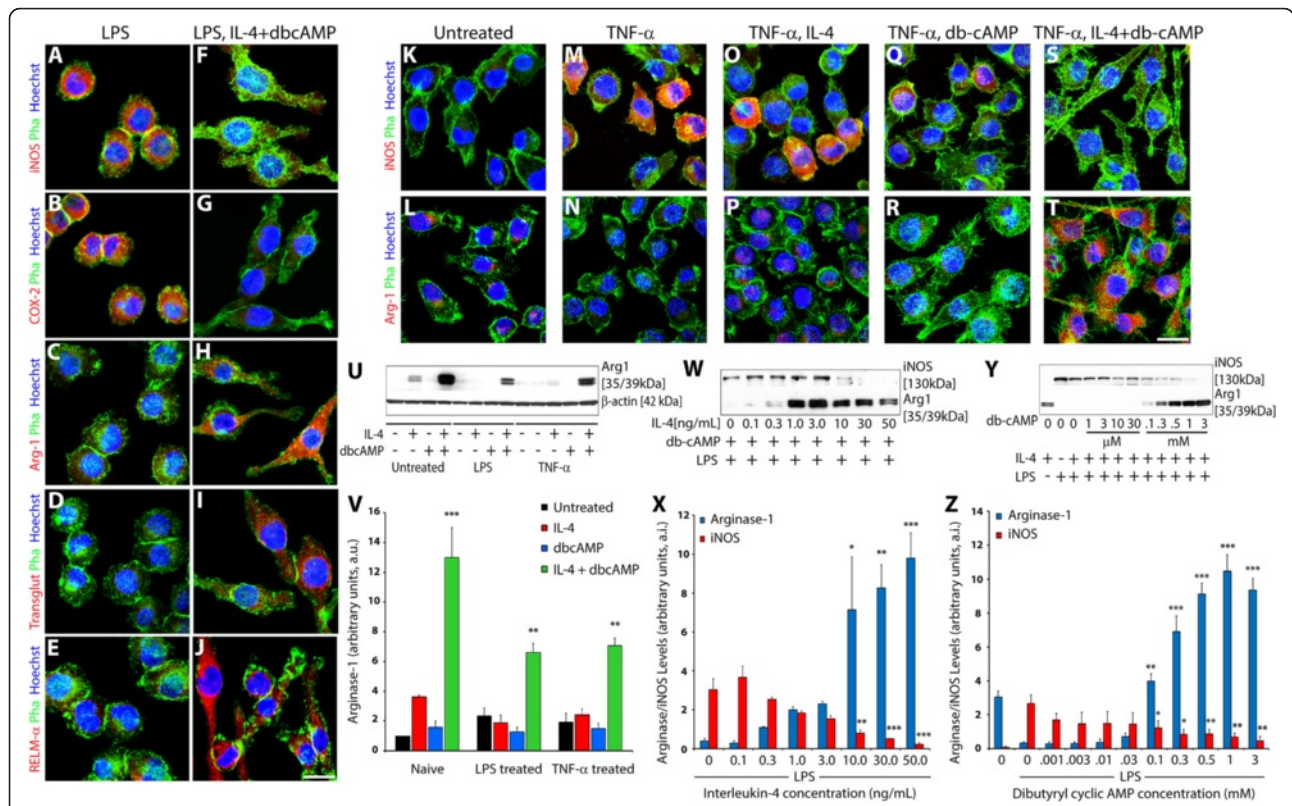 LPS
LPS, IL-4+dbcAMP
Untreated
TNF-α
TNF-α, IL-4
TNF-α, db-cAMP
TNF-α, IL-4+db-cAMP
A
F
K
M
O
Q
S
iNOS Pha Hoechst
iNOS Pha Hoechst
B
G
L
N
P
R
T
COX-2 Pha Hoechst
Arg-1 Pha Hoechst
C
H
Arg-1 Pha Hoechst
D
I
Transglut Pha Hoechst
E
J
RELM-α Pha Hoechst
U
Arg1
[35/39kDa]
β-actin [42 kDa]
IL-4 - + - + - + - + - + - +
dbcAMP - - + + - - + + - - + +
Untreated LPS TNF-α
W
iNOS
[130kDa]
Arg1
[35/39kDa]
IL-4[ng/mL] 0 0.1 0.3 1.0 3.0 10 30 50
db-cAMP + + + + + + + +
LPS + + + + + + + +
Y
iNOS
[130kDa]
Arg1
[35/39kDa]
db-cAMP 0 0 0 1 3 10 30 .1 .3 .5 1 3
μM mM
IL-4 + - + + + + + + + + + +
LPS - + + + + + + + + + + +
V
Arginase-1 (arbitrary units, a.u.)
16
14
12
10
8
6
4
2
0
Untreated
IL-4
dbcAMP
IL-4 + dbcAMP
***
**
**
Naive LPS treated TNF-α treated
X
Arginase/iNOS Levels (arbitrary units, a.i.)
12
10
8
6
4
2
0
Arginase-1
iNOS
*
**
***
**
***
***
0 0.1 0.3 1.0 3.0 10.0 30.0 50.0
LPS
Interleukin-4 concentration (ng/mL)
Z
Arginase/iNOS Levels (arbitrary units, a.i.)
14
12
10
8
6
4
2
0
Arginase-1
iNOS
**
***
***
***
***
*
*
**
**
**
0 0 .001 .003 .01 .03 0.1 0.3 0.5 1 3
LPS
Dibutyryl cyclic AMP concentration (mM)